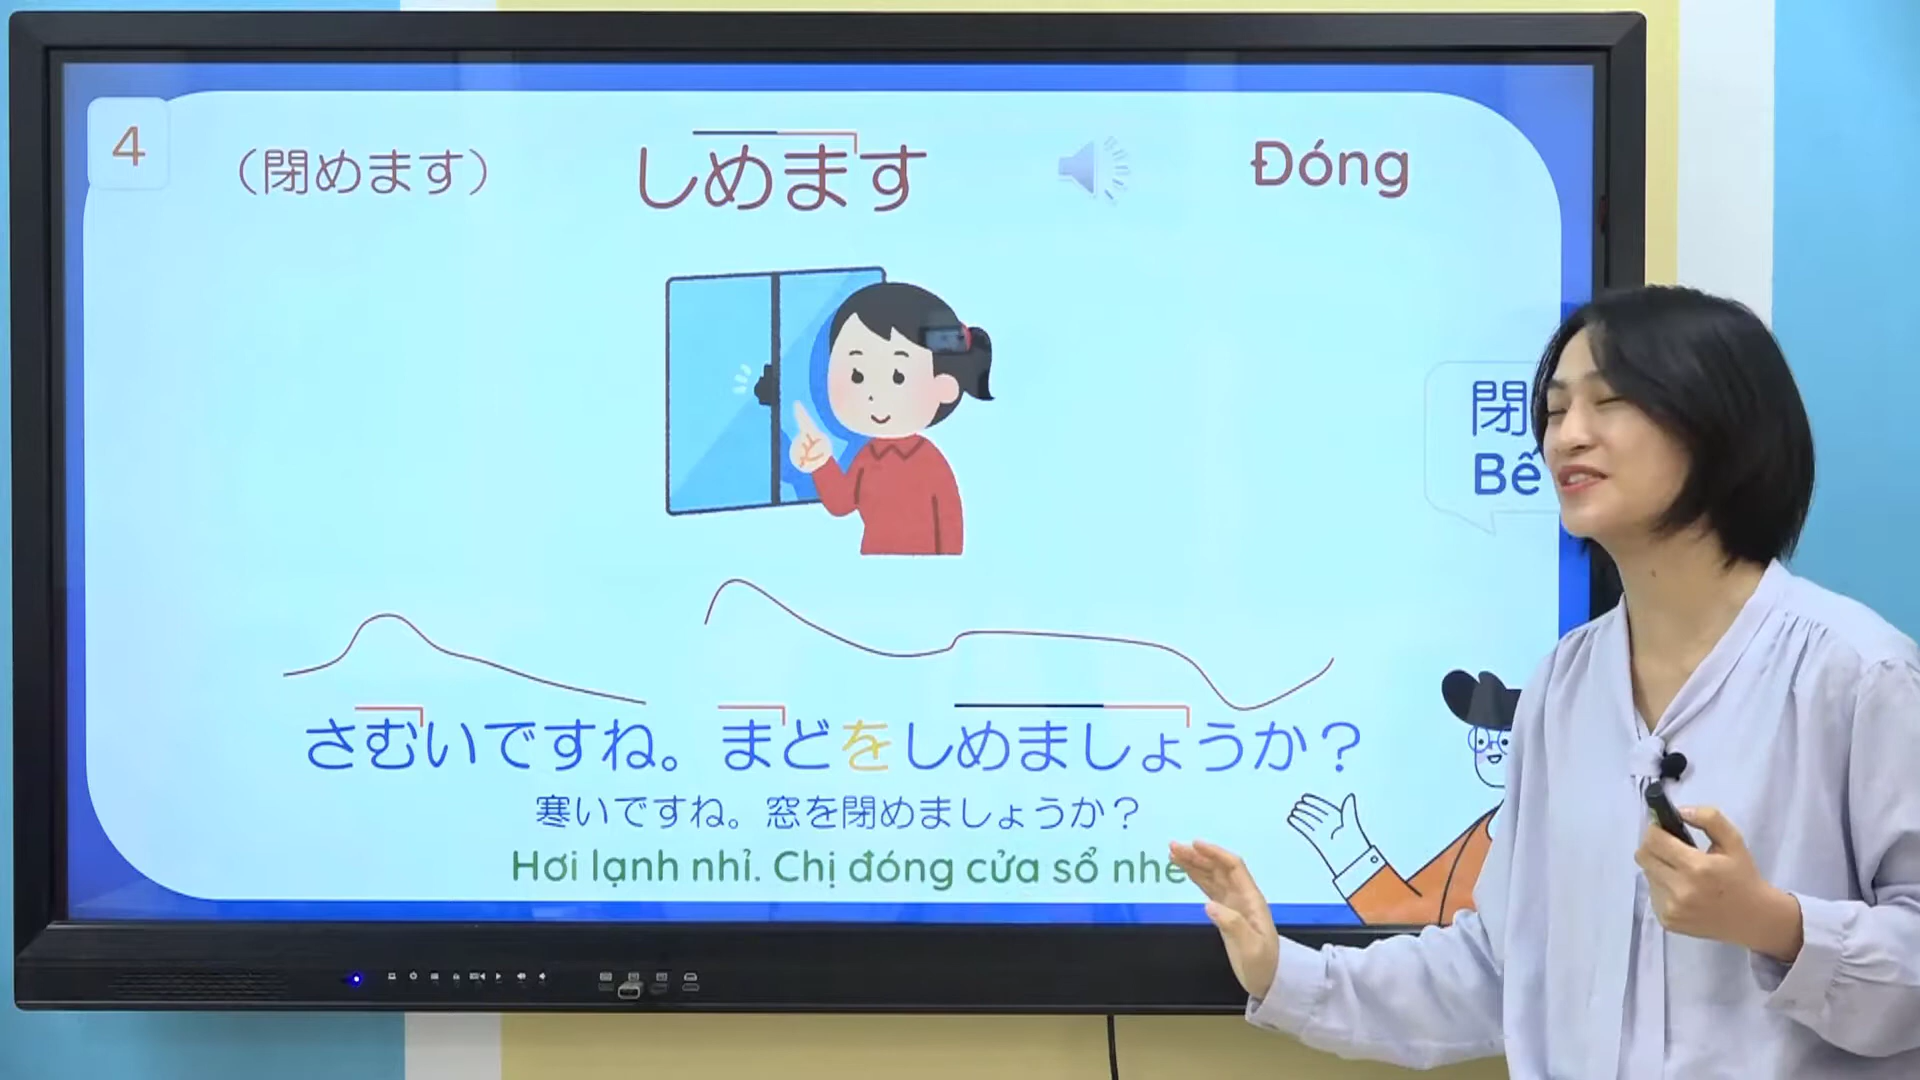 4
（閉めます）
しめます
Đóng
閉
Bế
さむいですね。まどをしめましょうか？
寒いですね。窓を閉めましょうか？
Hơi lạnh nhỉ. Chị đóng cửa sổ nhé